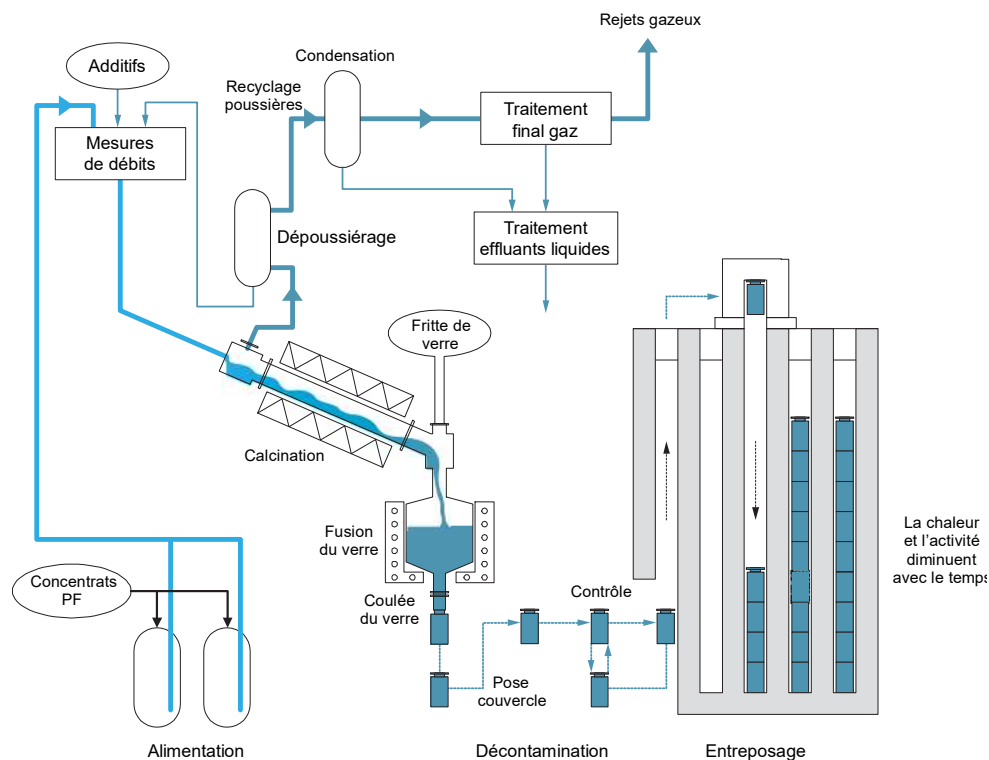 Rejets gazeux
Condensation
Additifs
Recyclage
poussières
Traitement
final gaz
Mesures
de débits
Dépoussiérage
Traitement
effluants liquides
Fritte de
verre
Calcination
Fusion
du verre
La chaleur
et l'activité
diminuent
avec le temps
Concentrats
PF
Coulée
du verre
Contrôle
Pose
couvercle
Alimentation
Décontamination
Entreposage